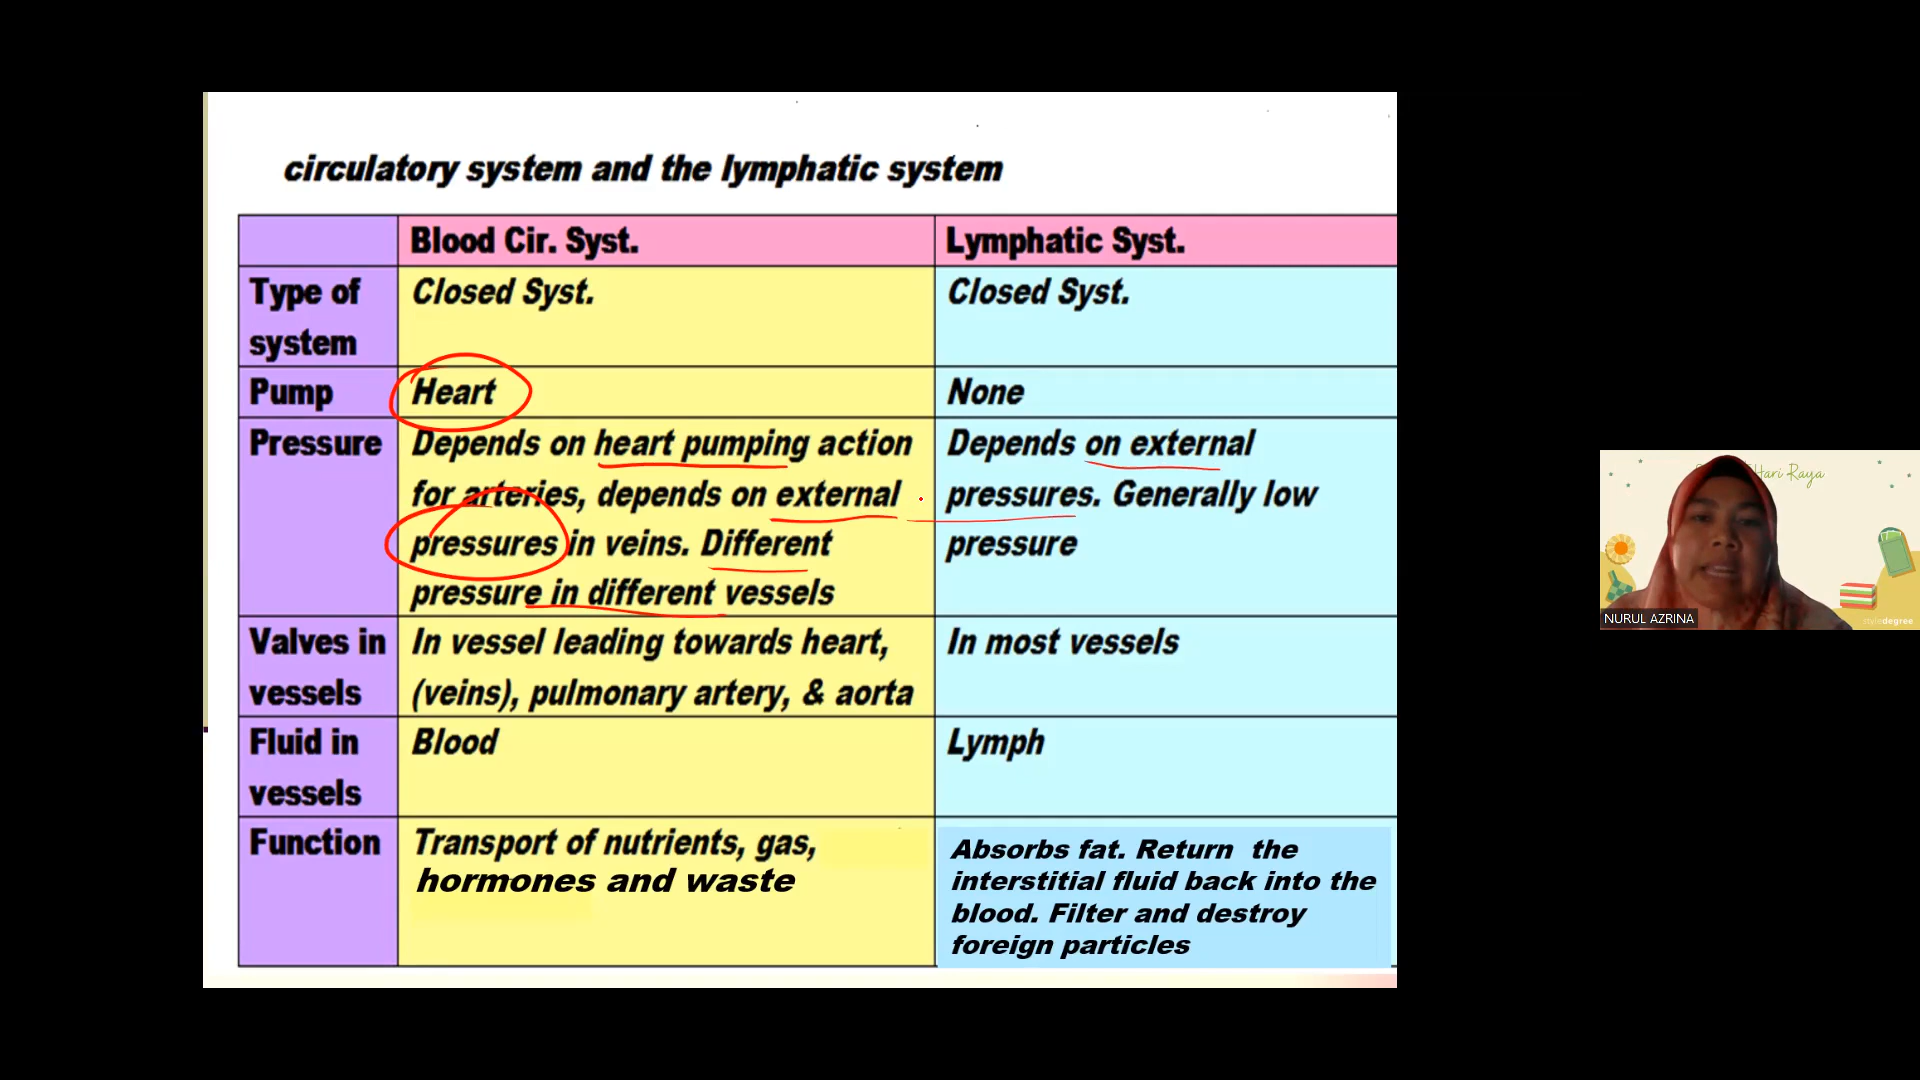 circulatory system and the lymphatic system
Blood Cir. Syst.
Lymphatic Syst.
Type of
system
Closed Syst.
Closed Syst.
Pump
Heart
None
Pressure
Depends on heart pumping action
for arteries, depends on external
pressures in veins. Different
pressure in different vessels
Depends on external
pressures. Generally low
pressure
Valves in
vessels
In vessel leading towards heart,
(veins), pulmonary artery, & aorta
In most vessels
Fluid in
vessels
Blood
Lymph
Function
Transport of nutrients, gas,
hormones and waste
Absorbs fat. Return the
interstitial fluid back into the
blood. Filter and destroy
foreign particles
Hari Raya
NURUL AZRINA
styledegree